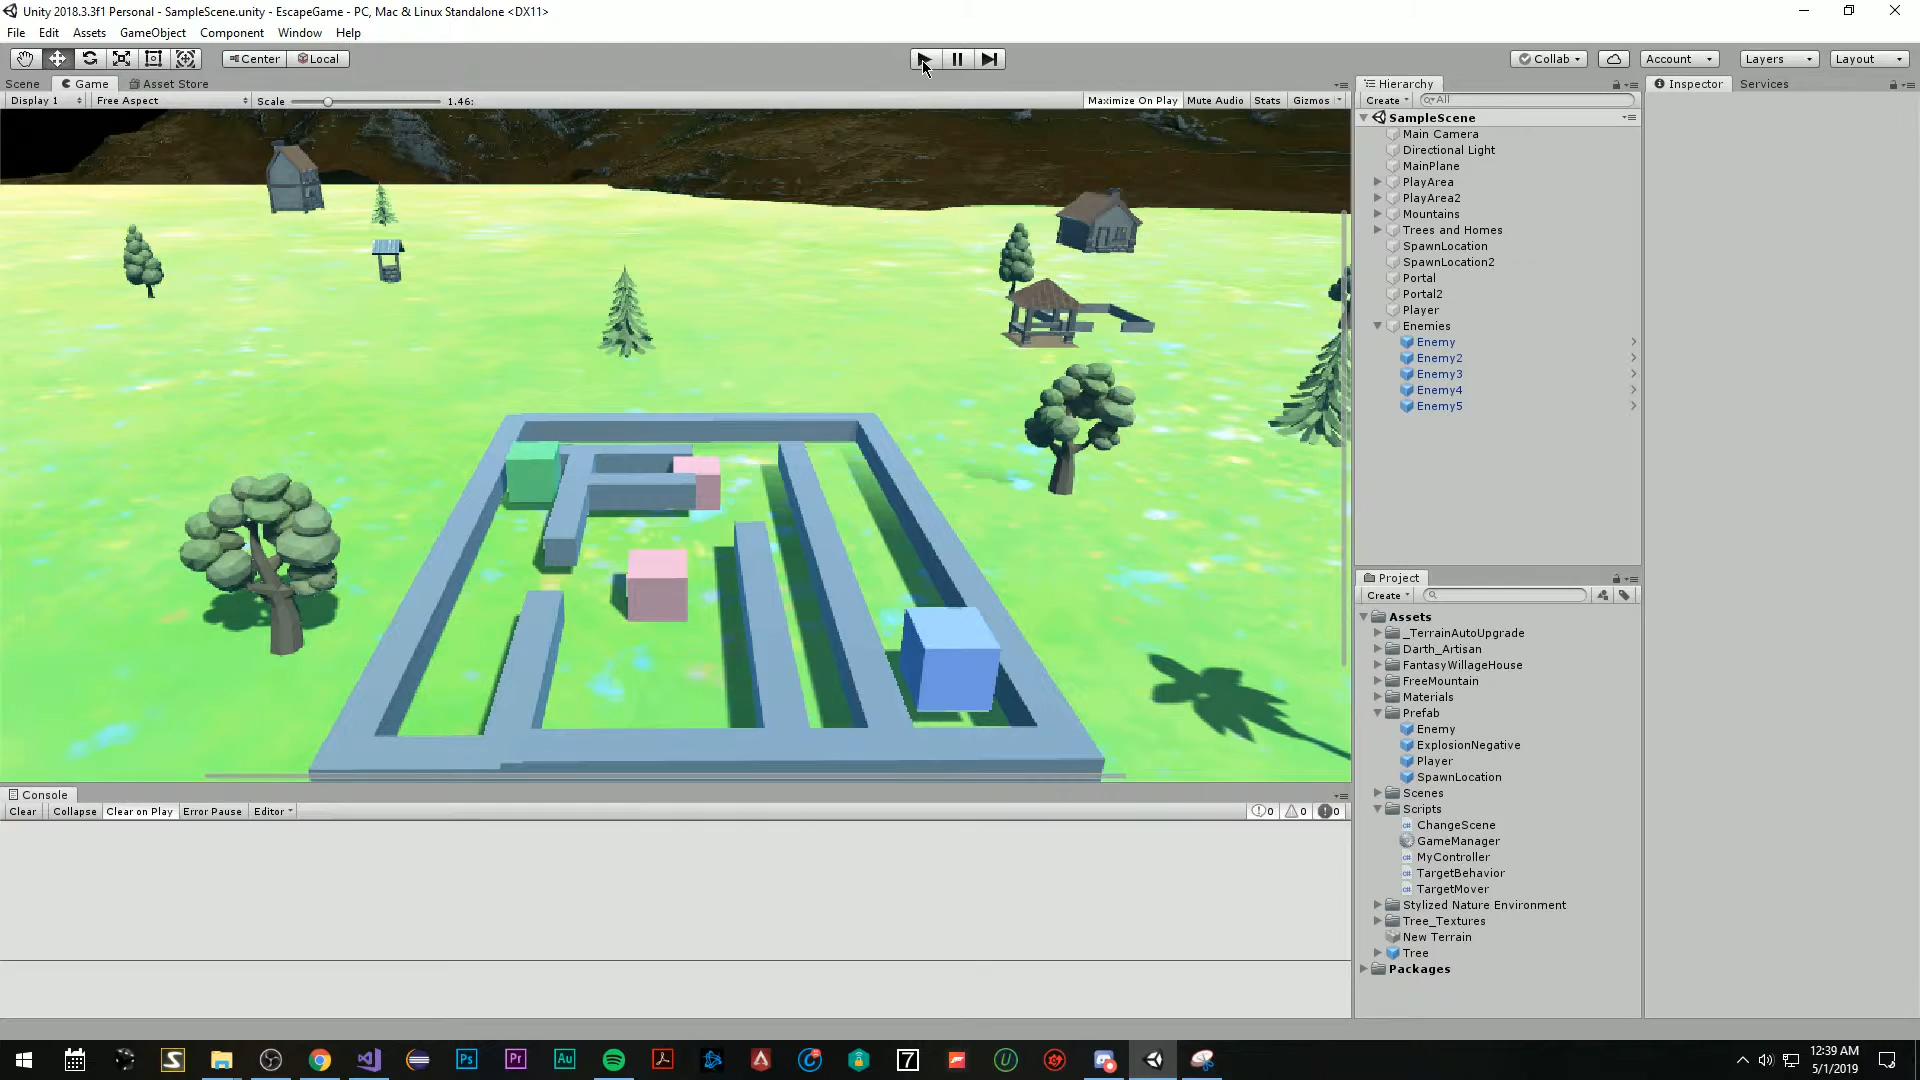 Unity 2018.3.3f1 Personal - SampleScene.unity - EscapeGame - PC, Mac & Linux Standalone <DX11>
File Edit Assets GameObject Component Window Help
Center Local Collab Account Layers Layout
Scene Game Asset Store
Display 1 Free Aspect Scale 1.46: Maximize On Play Mute Audio Stats Gizmos
Hierarchy
Create All
SampleScene
Main Camera
Directional Light
MainPlane
PlayArea
PlayArea2
Mountains
Trees and Homes
SpawnLocation
SpawnLocation2
Portal
Portal2
Player
Enemies
Enemy
Enemy2
Enemy3
Enemy4
Enemy5
Inspector Services
Project
Create
Assets
_TerrainAutoUpgrade
Darth_Artisan
FantasyWillageHouse
FreeMountain
Materials
Prefab
Enemy
ExplosionNegative
Player
SpawnLocation
Scenes
Scripts
ChangeScene
GameManager
MyController
TargetBehavior
TargetMover
Stylized Nature Environment
Tree_Textures
New Terrain
Tree
Packages
Console
Clear Collapse Clear on Play Error Pause Editor 0 0 0
S Ps Pr Au 7 U
12:39 AM
5/1/2019